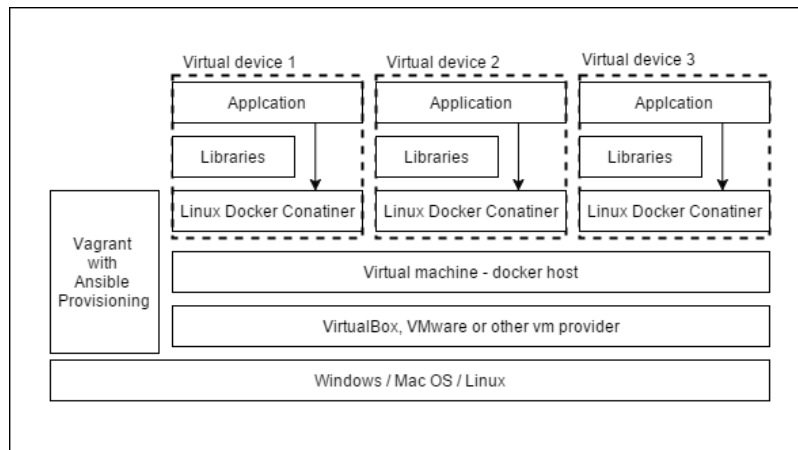 Virtual device 1
Virtual device 2
Virtual device 3
Applcation
Applcation
Applcation
Libraries
Libraries
Libraries
Linux Docker Conatiner
Linux Docker Conatiner
Linux Docker Conatiner
Vagrant
with
Ansible
Provisioning
Virtual machine - docker host
VirtualBox, VMware or other vm provider
Windows / Mac OS / Linux